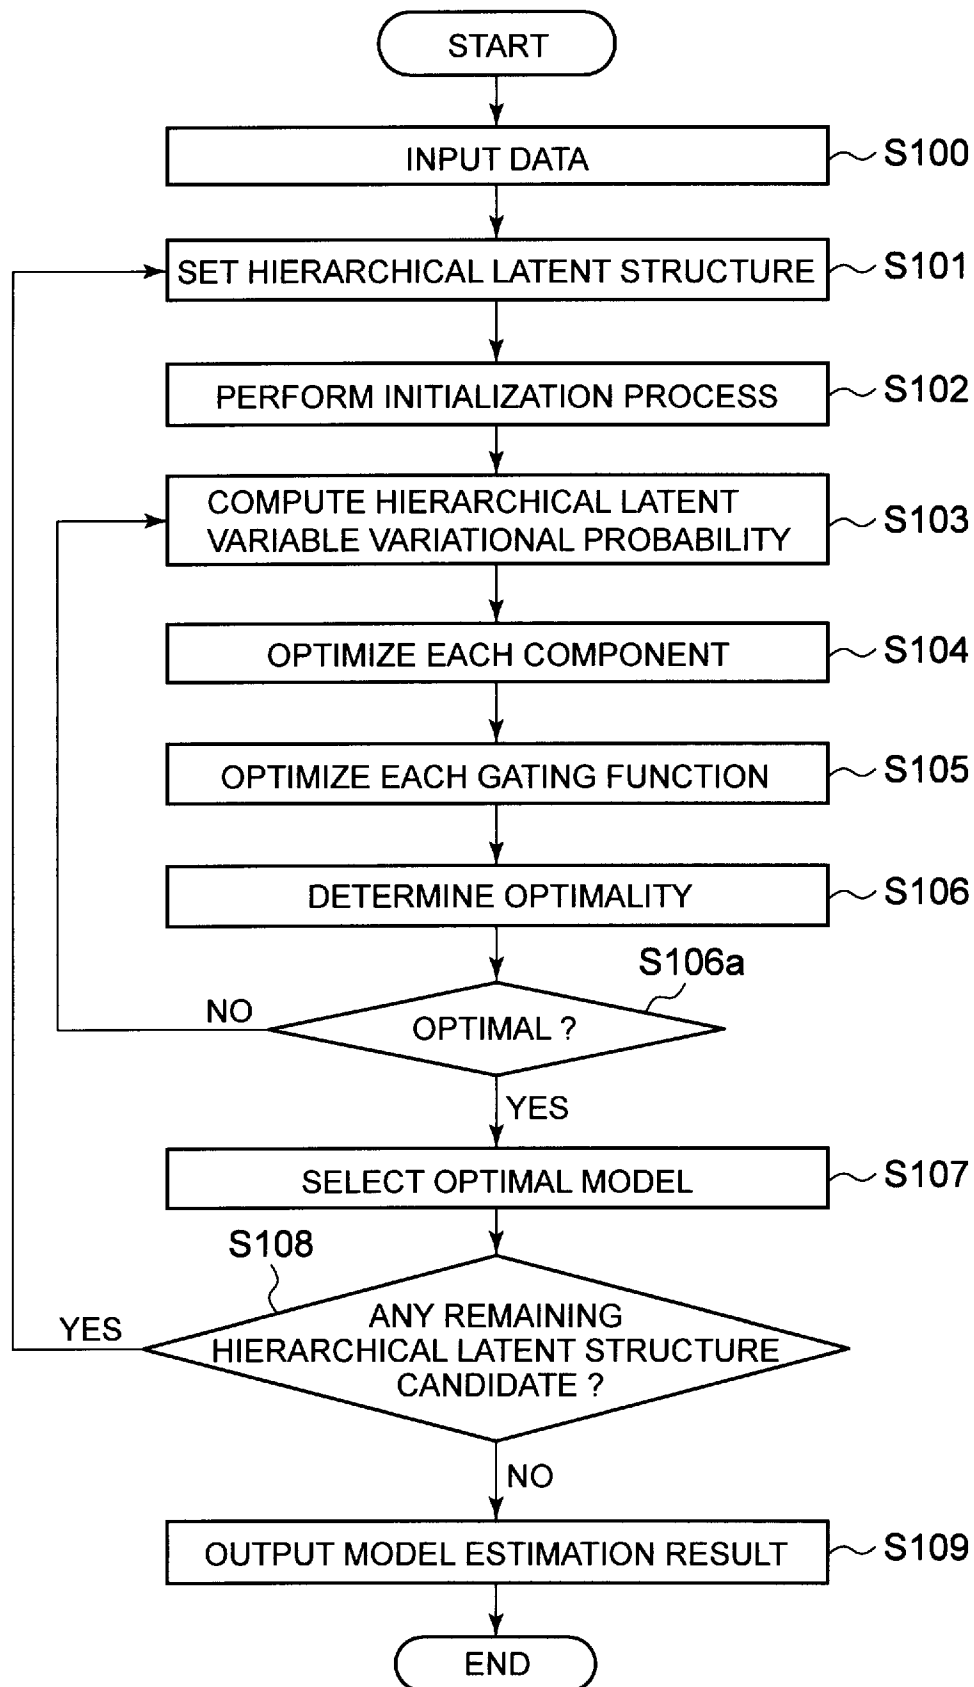 START
INPUT DATA
S100
SET HIERARCHICAL LATENT STRUCTURE
S101
PERFORM INITIALIZATION PROCESS
S102
COMPUTE HIERARCHICAL LATENT
VARIABLE VARIATIONAL PROBABILITY
S103
OPTIMIZE EACH COMPONENT
S104
OPTIMIZE EACH GATING FUNCTION
S105
DETERMINE OPTIMALITY
S106
S106a
NO
OPTIMAL ?
YES
SELECT OPTIMAL MODEL
S107
S108
YES
ANY REMAINING
HIERARCHICAL LATENT STRUCTURE
CANDIDATE ?
NO
OUTPUT MODEL ESTIMATION RESULT
S109
END